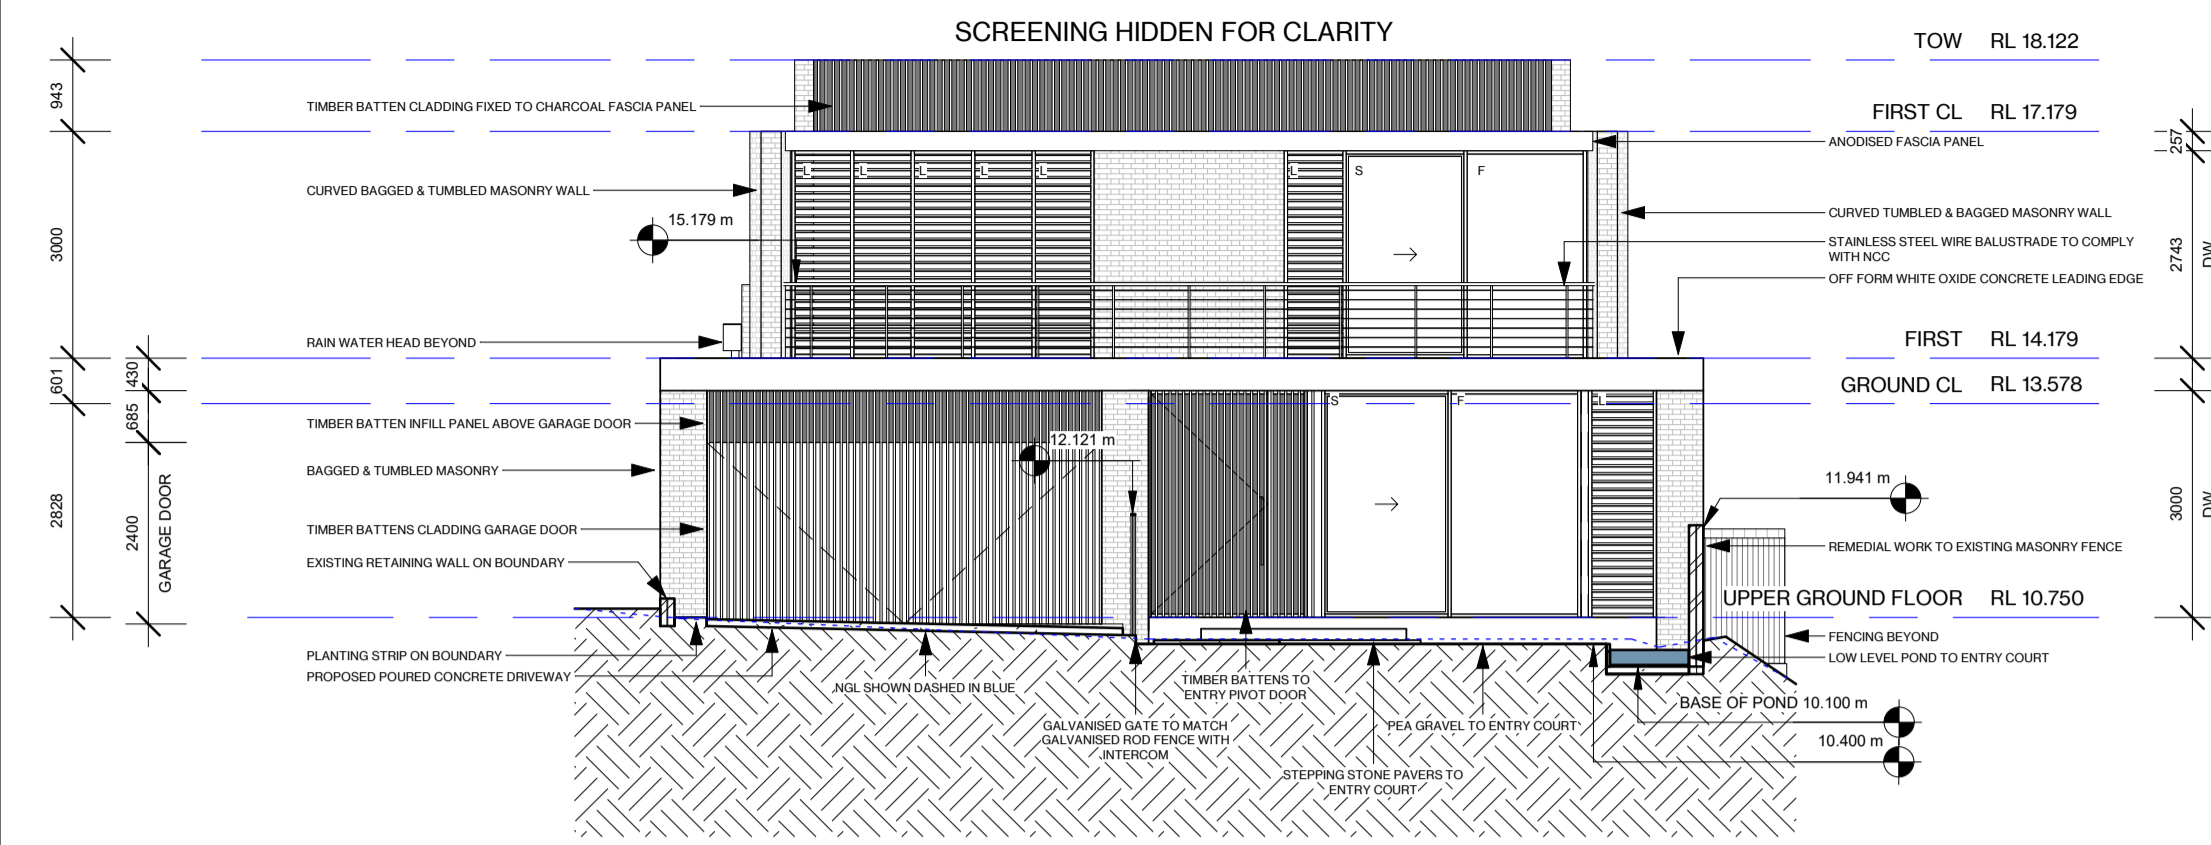 SCREENING HIDDEN FOR CLARITY
TOW RL 18.122
943
TIMBER BATTEN CLADDING FIXED TO CHARCOAL FASCIA PANEL
FIRST CL RL 17.179
257
ANODISED FASCIA PANEL
L L L L L L S F
CURVED BAGGED & TUMBLED MASONRY WALL
15.179 m
CURVED TUMBLED & BAGGED MASONRY WALL
3000
STAINLESS STEEL WIRE BALUSTRADE TO COMPLY
WITH NCC
2743
DW
OFF FORM WHITE OXIDE CONCRETE LEADING EDGE
RAIN WATER HEAD BEYOND
FIRST RL 14.179
601
430
GROUND CL RL 13.578
S F L
685
TIMBER BATTEN INFILL PANEL ABOVE GARAGE DOOR
12.121 m
BAGGED & TUMBLED MASONRY
11.941 m
2828
2400
GARAGE DOOR
3000
DW
TIMBER BATTENS CLADDING GARAGE DOOR
REMEDIAL WORK TO EXISTING MASONRY FENCE
EXISTING RETAINING WALL ON BOUNDARY
UPPER GROUND FLOOR RL 10.750
FENCING BEYOND
PLANTING STRIP ON BOUNDARY
LOW LEVEL POND TO ENTRY COURT
PROPOSED POURED CONCRETE DRIVEWAY
NGL SHOWN DASHED IN BLUE
TIMBER BATTENS TO
ENTRY PIVOT DOOR
BASE OF POND 10.100 m
GALVANISED GATE TO MATCH
GALVANISED ROD FENCE WITH
INTERCOM
PEA GRAVEL TO ENTRY COURT
10.400 m
STEPPING STONE PAVERS TO
ENTRY COURT